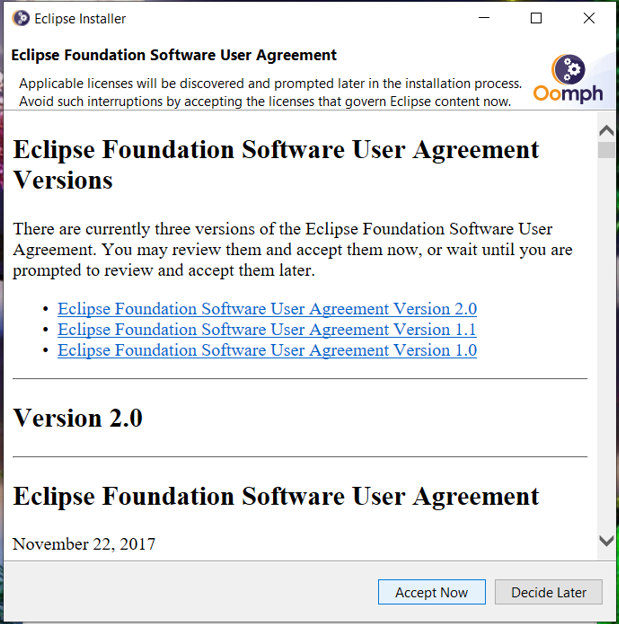 Eclipse Installer
Eclipse Foundation Software User Agreement
Applicable licenses will be discovered and prompted later in the installation process.
Avoid such interruptions by accepting the licenses that govern Eclipse content now.
Oomph
Eclipse Foundation Software User Agreement
Versions
There are currently three versions of the Eclipse Foundation Software User
Agreement. You may review them and accept them now, or wait until you are
prompted to review and accept them later.
• Eclipse Foundation Software User Agreement Version 2.0
• Eclipse Foundation Software User Agreement Version 1.1
• Eclipse Foundation Software User Agreement Version 1.0
Version 2.0
Eclipse Foundation Software User Agreement
November 22, 2017
Accept Now Decide Later